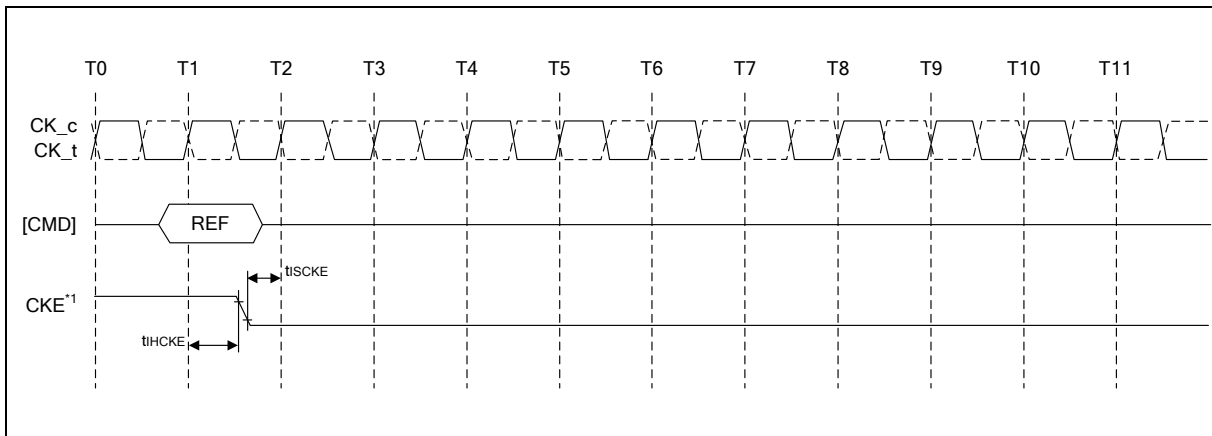 T0 T1 T2 T3 T4 T5 T6 T7 T8 T9 T10 T11
CK_c
CK_t
[CMD] REF
tISCKE
CKE*1
tIHCKE